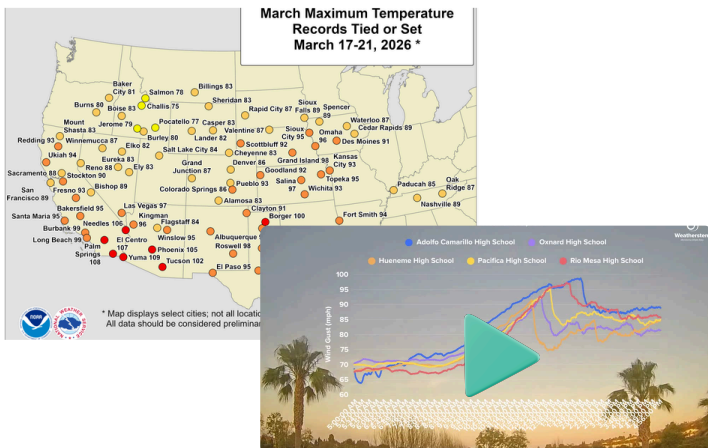 March Maximum Temperature
Records Tied or Set
March 17-21, 2026 *
Baker
City 81
Salmon 78
Billings 83
Challis 75
Sheridan 83
Burns 80
Boise 83
Rapid City 87
Sioux
Falls 89
Spencer
89
Waterloo 87
Mount
Shasta 83
Jerome 79
Pocatello 77
Casper 83
Valentine 87
Sioux
City 95
Omaha
96
Cedar Rapids 89
Redding 93
Winnemucca 87
Burley 80
Lander 82
Scottbluff 92
Des Moines 91
Elko 82
Ukiah 94
Eureka 83
Salt Lake City 84
Cheyenne 83
Grand Island 98
Kansas
City 93
Reno 88
Ely 83
Grand
Junction 87
Denver 86
Goodland 92
Sacramento 88
Stockton 90
Colorado Springs 86
Pueblo 93
Salina
97
Topeka 95
Paducah 85
Oak
Ridge 87
San
Francisco 89
Fresno 93
Bishop 89
Wichita 93
Nashville 89
Alamosa 83
Bakersfield 95
Las Vegas 97
Clayton 91
Santa Maria 95
Needles 106
Kingman
96
Flagstaff 84
Borger 100
Fort Smith 94
Burbank 99
Winslow 95
Albuquerque
Long Beach 99
El Centro
107
Phoenix 105
Roswell 98
Palm
Springs
108
Yuma 109
Tucson 102
El Paso 95
* Map displays select cities; not all locatio
All data should be considered prelimina
NOAA
NATIONAL WEATHER SERVICE
Weatherste
Adolfo Camarillo High School
Oxnard High School
Hueneme High School
Pacifica High School
Rio Mesa High School
Wind Gust (mph)
100
95
90
85
80
75
70
65
60